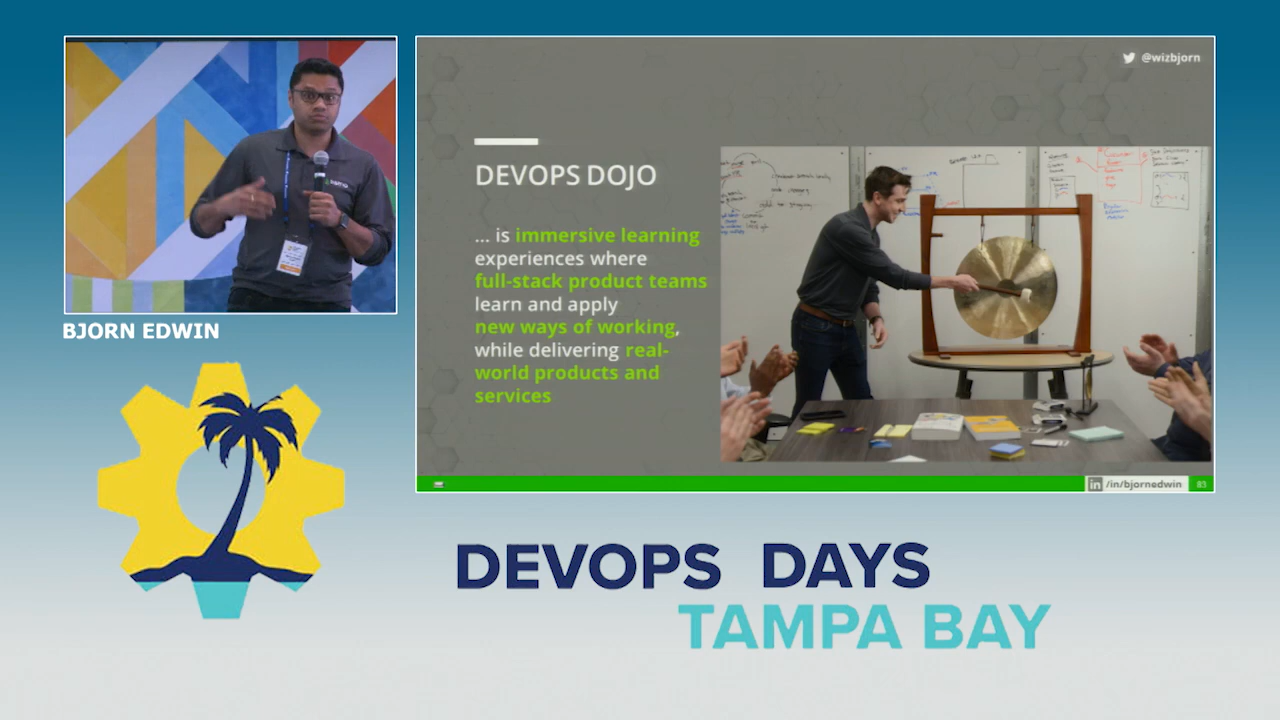 @wizbjorn
DEVOPS DOJO
... is immersive learning
experiences where
full-stack product teams
learn and apply
new ways of working,
while delivering real-
world products and
services
in /in/bjornedwin
83
BJORN EDWIN
DEVOPS DAYS
TAMPA BAY